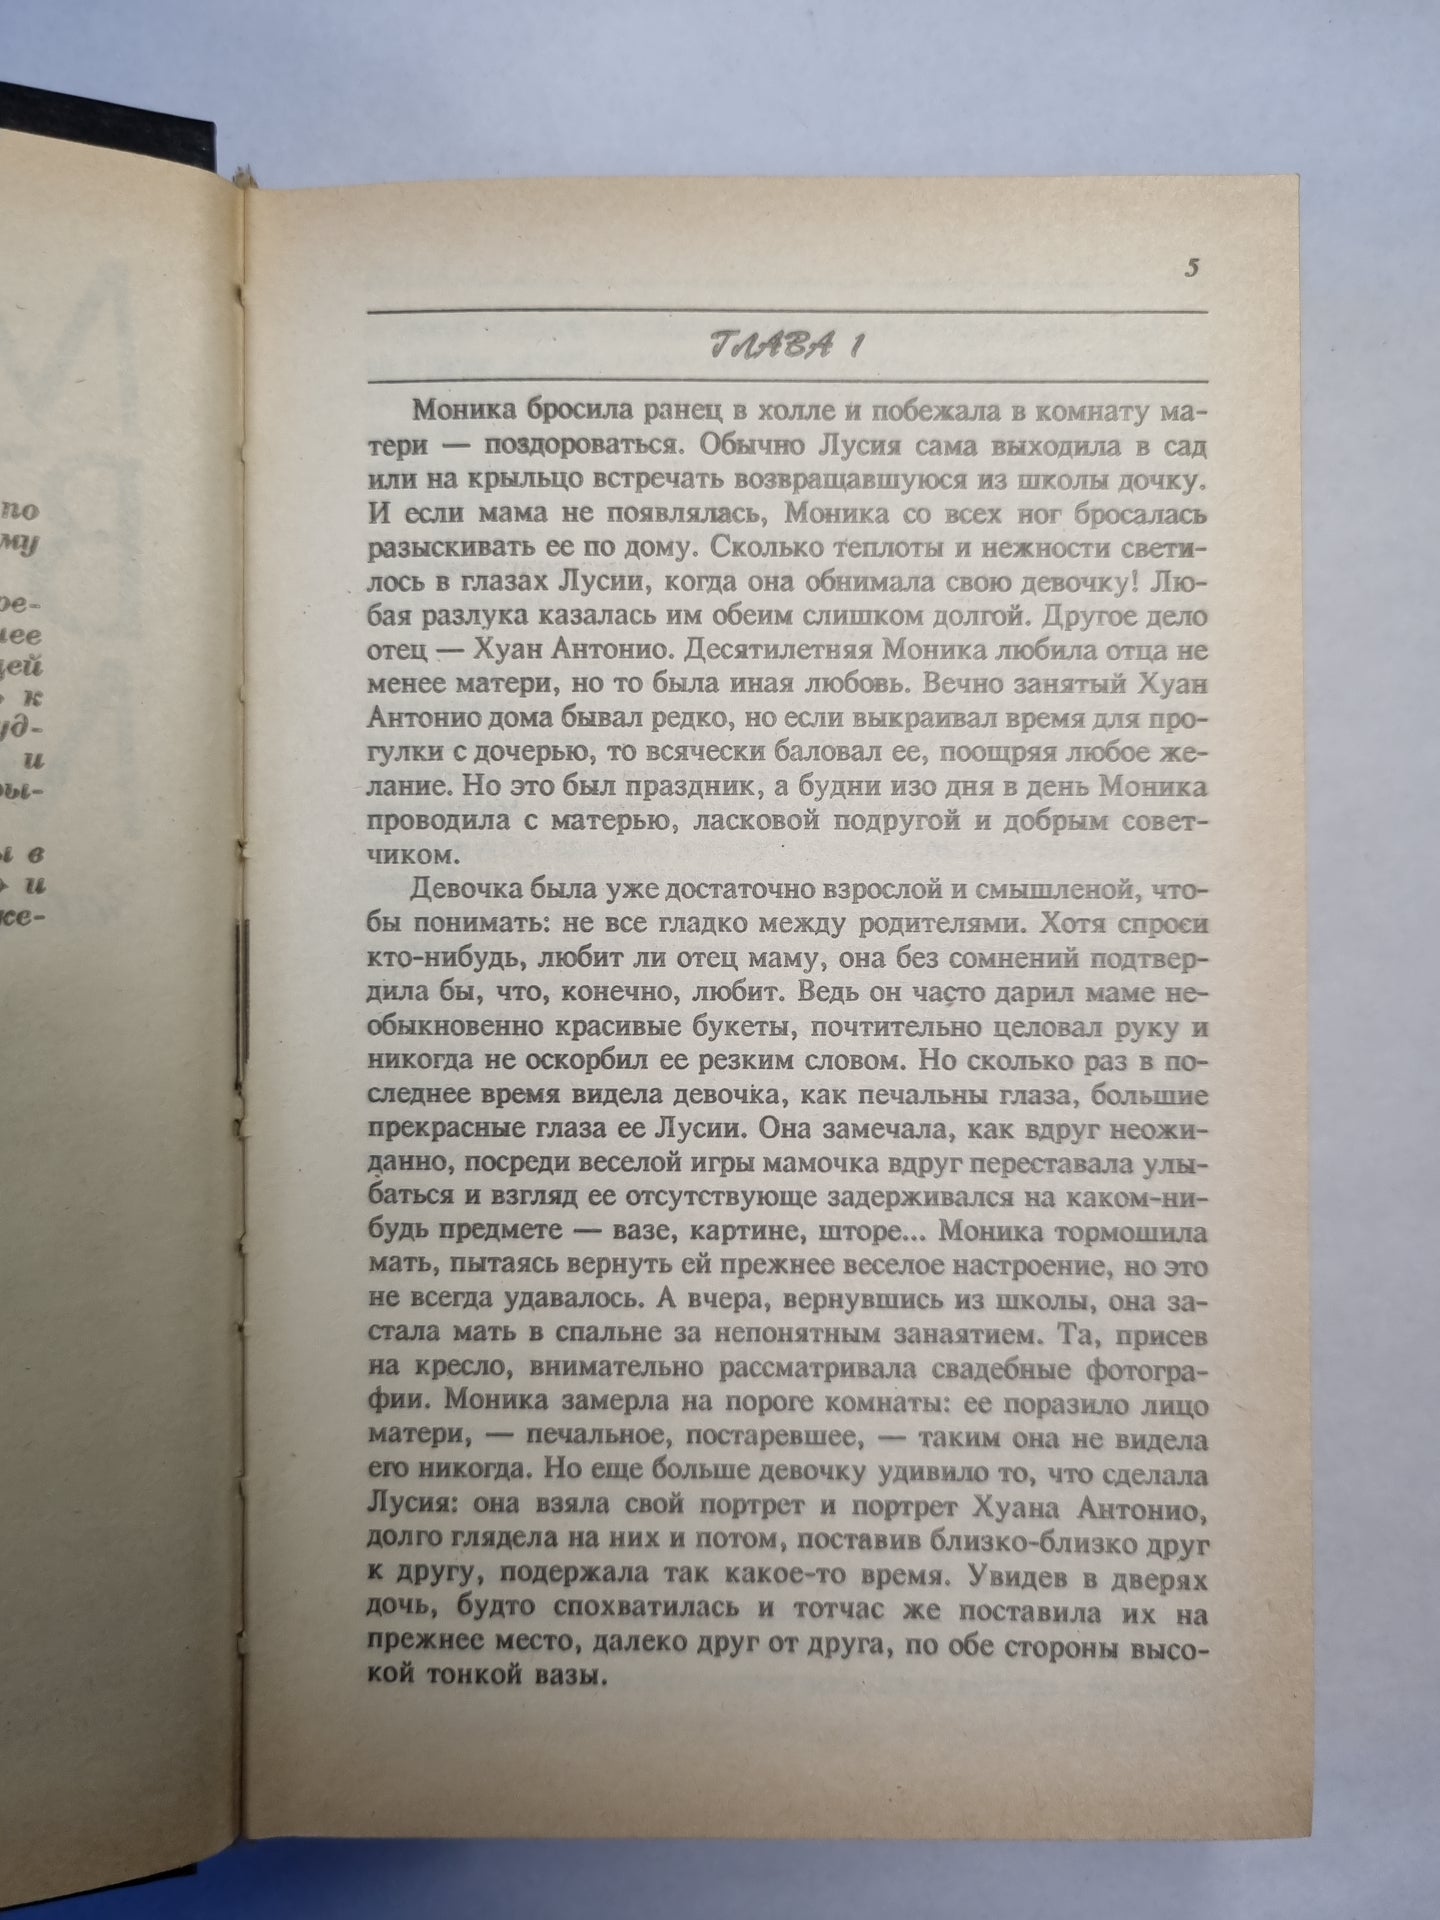 по
му
ре-
нее
щей
к
уд-
и
ры-
ы в
» и
же-
5
ГЛАВА 1
Моника бросила ранец в холле и побежала в комнату ма-
тери — поздороваться. Обычно Лусия сама выходила в сад
или на крыльцо встречать возвращавшуюся из школы дочку.
И если мама не появлялась, Моника со всех ног бросалась
разыскивать ее по дому. Сколько теплоты и нежности свети-
лось в глазах Лусии, когда она обнимала свою девочку! Лю-
бая разлука казалась им обеим слишком долгой. Другое дело
отец — Хуан Антонио. Десятилетняя Моника любила отца не
менее матери, но то была иная любовь. Вечно занятый Хуан
Антонио дома бывал редко, но если выкраивал время для про-
гулки с дочерью, то всячески баловал ее, поощряя любое же-
лание. Но это был праздник, а будни изо дня в день Моника
проводила с матерью, ласковой подругой и добрым совет-
чиком.
Девочка была уже достаточно взрослой и смышленой, что-
бы понимать: не все гладко между родителями. Хотя спроси
кто-нибудь, любит ли отец маму, она без сомнений подтвер-
дила бы, что, конечно, любит. Ведь он часто дарил маме не-
обыкновенно красивые букеты, почтительно целовал руку и
никогда не оскорбил ее резким словом. Но сколько раз в по-
следнее время видела девочка, как печальны глаза, большие
прекрасные глаза ее Лусии. Она замечала, как вдруг неожи-
данно, посреди веселой игры мамочка вдруг переставала улы-
баться и взгляд ее отсутствующе задерживался на каком-ни-
будь предмете — вазе, картине, шторе... Моника тормошила
мать, пытаясь вернуть ей прежнее веселое настроение, но это
не всегда удавалось. А вчера, вернувшись из школы, она за-
стала мать в спальне за непонятным занаятием. Та, присев
на кресло, внимательно рассматривала свадебные фотогра-
фии. Моника замерла на пороге комнаты: ее поразило лицо
матери, — печальное, постаревшее, — таким она не видела
его никогда. Но еще больше девочку удивило то, что сделала
Лусия: она взяла свой портрет и портрет Хуана Антонио,
долго глядела на них и потом, поставив близко-близко друг
к другу, подержала так какое-то время. Увидев в дверях
дочь, будто спохватилась и тотчас же поставила их на
прежнее место, далеко друг от друга, по обе стороны высо-
кой тонкой вазы.